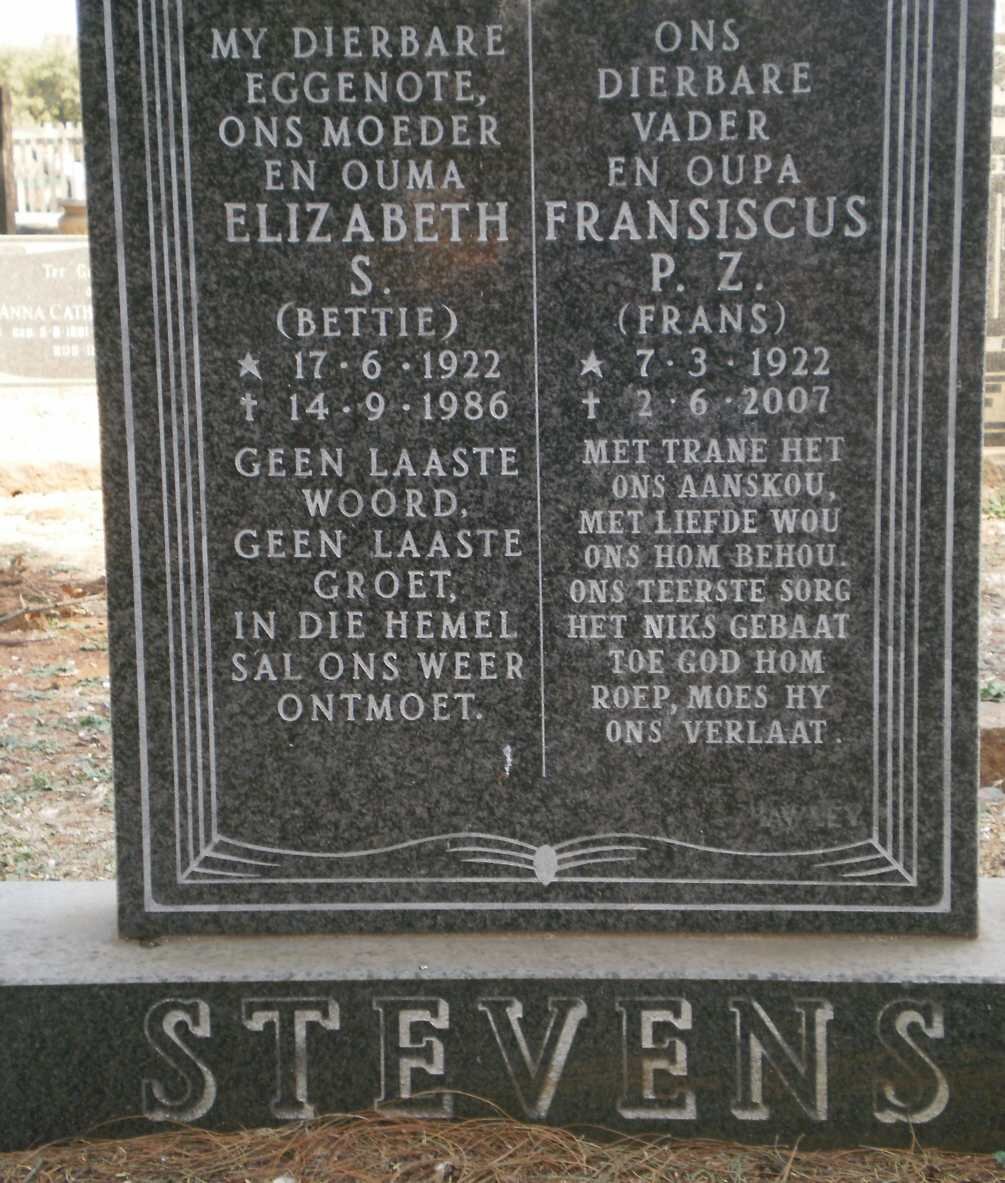 MY DIERBARE
EGGENOTE,
ONS MOEDER
EN OUMA
ELIZABETH
S.
(BETTIE)
★ 17·6·1922
✝ 14·9·1986
GEEN LAASTE
WOORD,
GEEN LAASTE
GROET,
IN DIE HEMEL
SAL ONS WEER
ONTMOET.
ONS
DIERBARE
VADER
EN OUPA
FRANSISCUS
P. Z.
(FRANS)
★ 7·3·1922
✝ 2·6·2007
MET TRANE HET
ONS AANSKOU,
MET LIEFDE WOU
ONS HOM BEHOU.
ONS TEERSTE SORG
HET NIKS GEBAAT
TOE GOD HOM
ROEP, MOES HY
ONS VERLAAT.
STEVENS
TER
ANNA